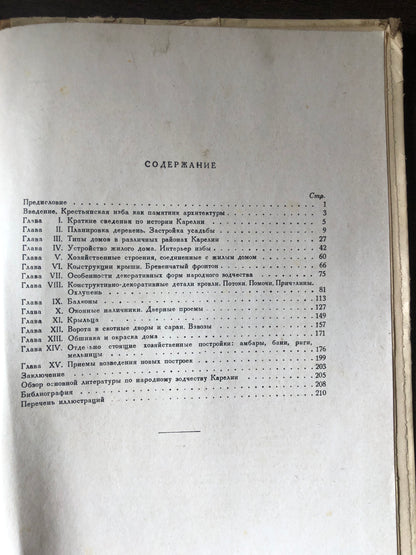 СОДЕРЖАНИЕ
Стр.
Предисловие 1
Введение. Крестьянская изба как памятник архитектуры 3
Глава I. Краткие сведения по истории Карелии 5
Глава II. Планировка деревень. Застройка усадьбы 9
Глава III. Типы домов в различных районах Карелии 27
Глава IV. Устройство жилого дома. Интерьер избы 42
Глава V. Хозяйственные строения, соединенные с жилым домом 60
Глава VI. Конструкции крыши. Бревенчатый фронтон 66
Глава VII. Особенности декоративных форм народного зодчества 75
Глава VIII. Конструктивно-декоративные детали кровли. Потоки. Помочи. Причелины.
Охлупень 81
Глава IX. Балконы 113
Глава X. Оконные наличники. Дверные проемы 127
Глава XI. Крыльца 149
Глава XII. Ворота в скотные дворы и сараи. Взвозы 157
Глава XIII. Обшивка и окраска дома 171
Глава XIV. Отдельно стоящие хозяйственные постройки: амбары, бани, риги,
мельницы 176
Глава XV. Приемы возведения новых построек 199
Заключение 203
Обзор основной литературы по народному зодчеству Карелии 205
Библиография 208
Перечень иллюстраций 210